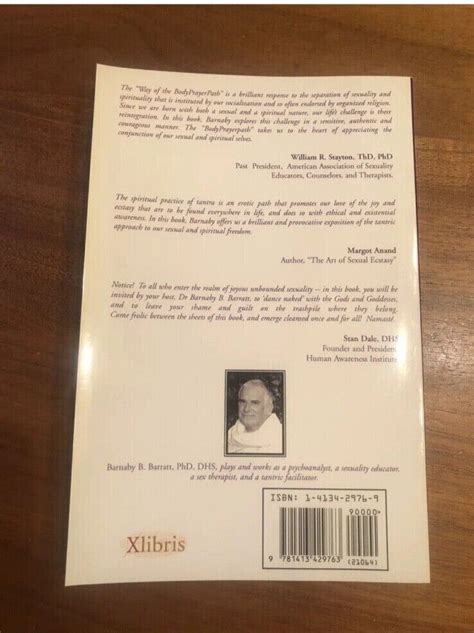 The "Way of the BodyPrayerPath" is a brilliant response to the separation of sexuality and
spirituality that is instituted by our socialization and so often endorsed by organized religion.
Since we are born with both a sexual and a spiritual nature, our life's challenge is their
reintegration. In this book, Barnaby explores this challenge in a sensitive, authentic and
courageous manner. The "BodyPrayerpath" takes us to the heart of appreciating the
conjunction of our sexual and spiritual selves.
William R. Stayton, ThD, PhD
Past President, American Association of Sexuality
Educators, Counselors, and Therapists.
The spiritual practice of tantra is an erotic path that promotes our love of the joy and
ecstasy that are to be found everywhere in life, and does so with ethical and existential
awareness. In this book, Barnaby offers us a brilliant and provocative exposition of the tantric
approach to our sexual and spiritual freedom.
Margot Anand
Author, "The Art of Sexual Ecstasy"
Notice! To all who enter the realm of joyous unbounded sexuality -- in this book, you will be
invited by your host, Dr Barnaby B. Barratt, to 'dance naked' with the Gods and Goddesses,
and to leave your shame and guilt on the trashpile where they belong.
Come frolic between the sheets of this book, and emerge cleansed once and for all! Namasté.
Stan Dale, DHS
Founder and President
Human Awareness Institute
Barnaby B. Barratt, PhD, DHS, plays and works as a psychoanalyst, a sexuality educator,
a sex therapist, and a tantric facilitator.
Xlibris
ISBN: 1-4134-2976-9
90000>
9 781413 429763
(21064)